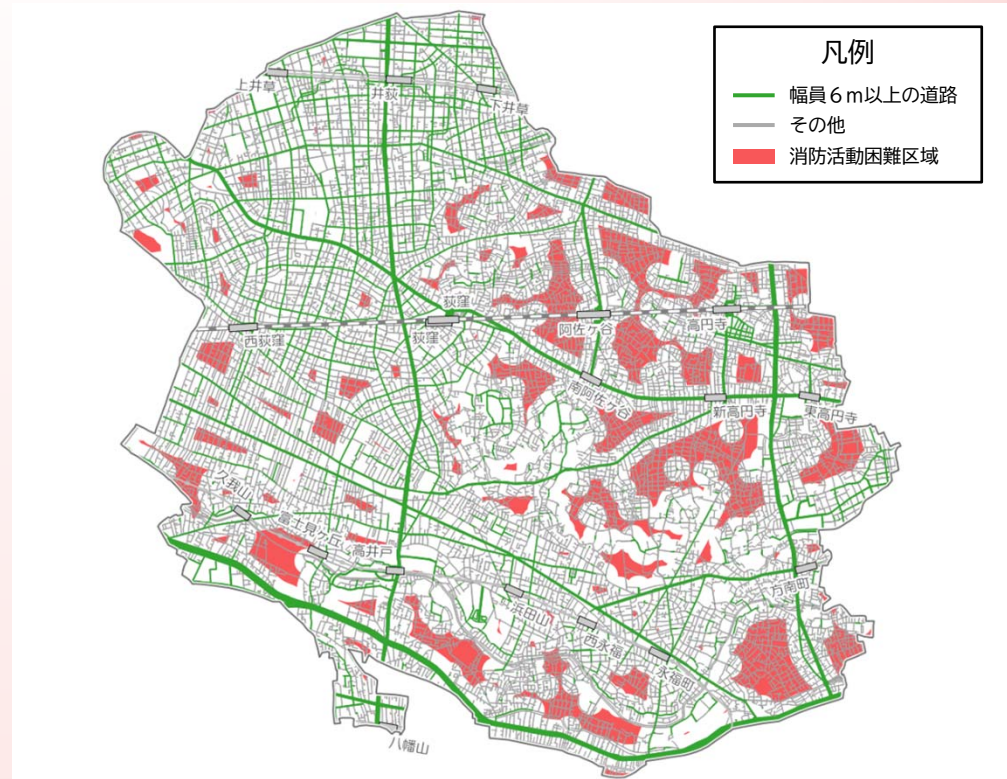 凡例
幅員６ｍ以上の道路
その他
消防活動困難区域
上井草
井荻
下井草
荻窪
西荻窪
荻窪
阿佐ケ谷
高円寺
南阿佐ケ谷
新高円寺
東高円寺
久我山
富士見ヶ丘
高井戸
浜田山
西永福
永福町
方南町
八幡山